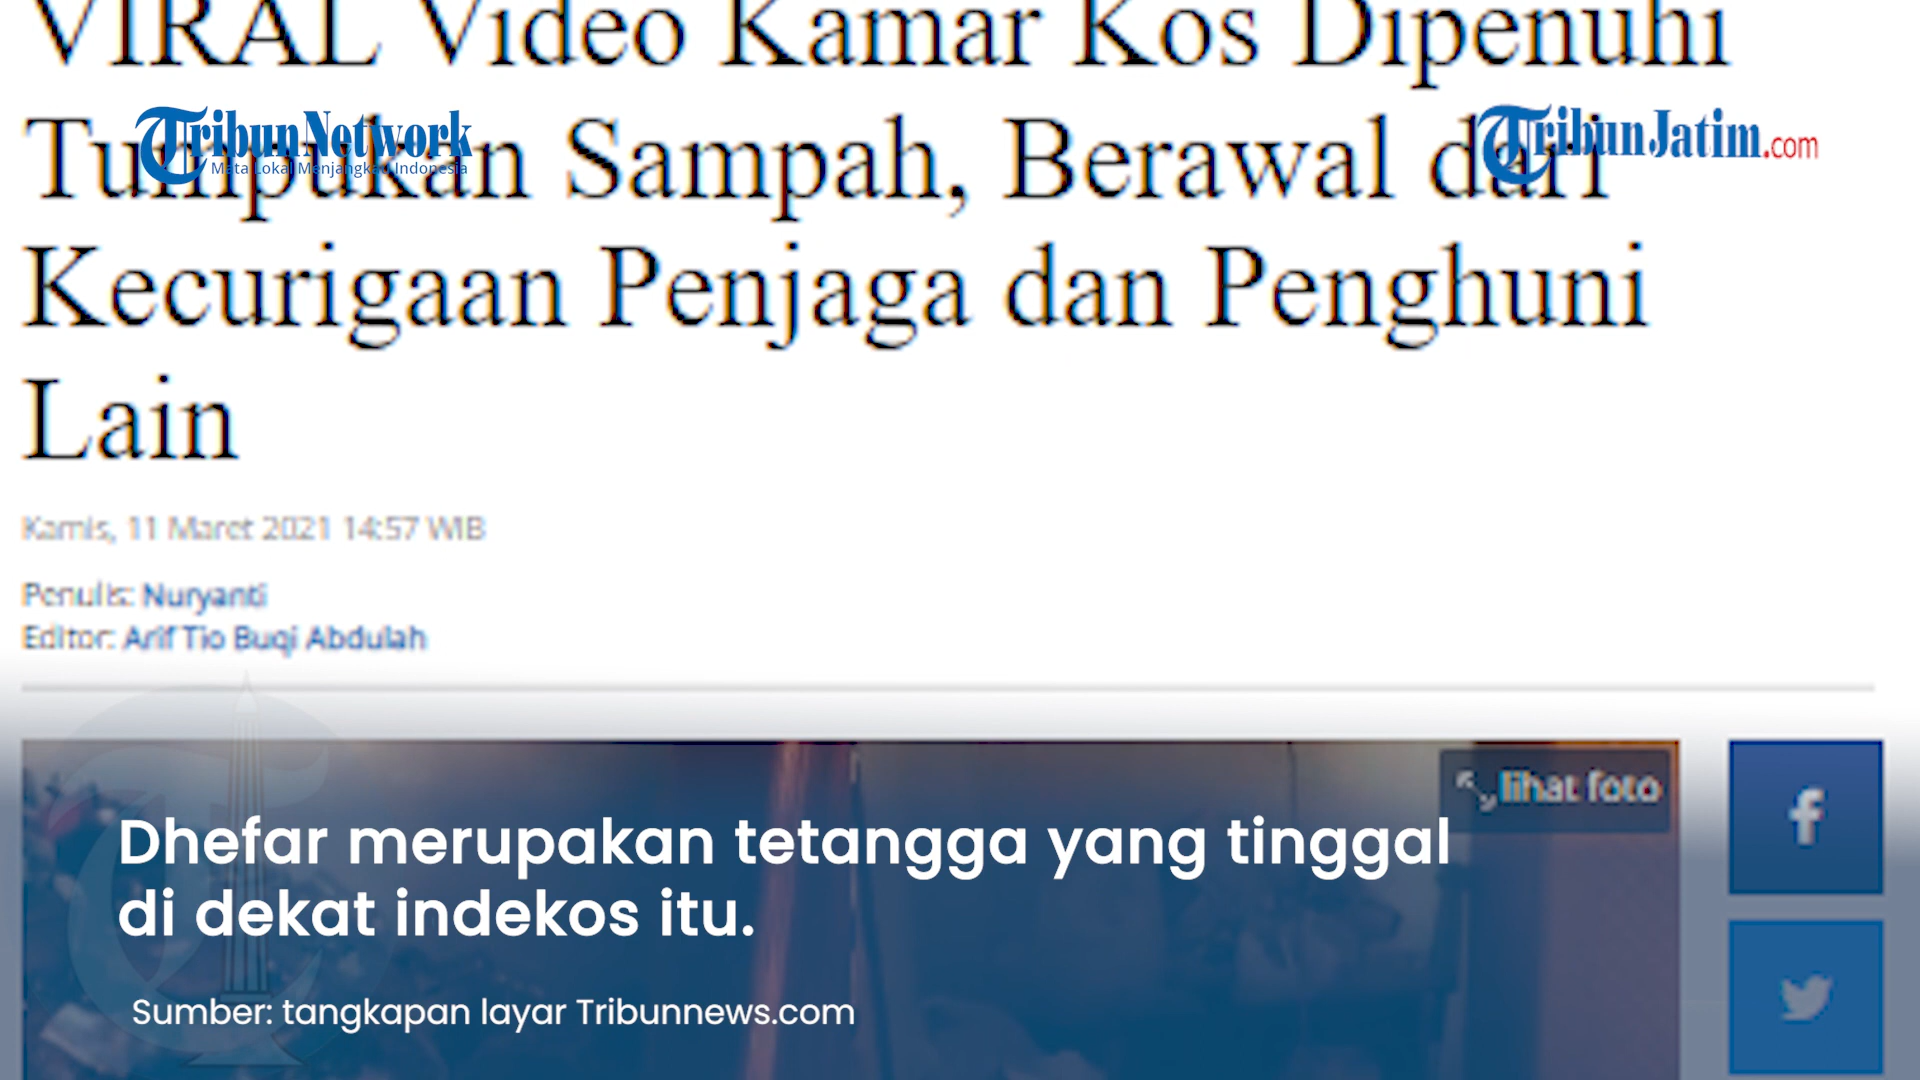 VIRAL Video Kamar Kos Dipenuhi
TribunNetwork
Mata Lokal Menjangkau Indonesia
TribunJatim.com
Tumpukan Sampah, Berawal dari
Kecurigaan Penjaga dan Penghuni
Lain
Kamis, 11 Maret 2021 14:57 WIB
Penulis: Nuryanti
Editor: Arif Tio Buqi Abdulah
lihat foto
Dhefar merupakan tetangga yang tinggal
di dekat indekos itu.
Sumber: tangkapan layar Tribunnews.com